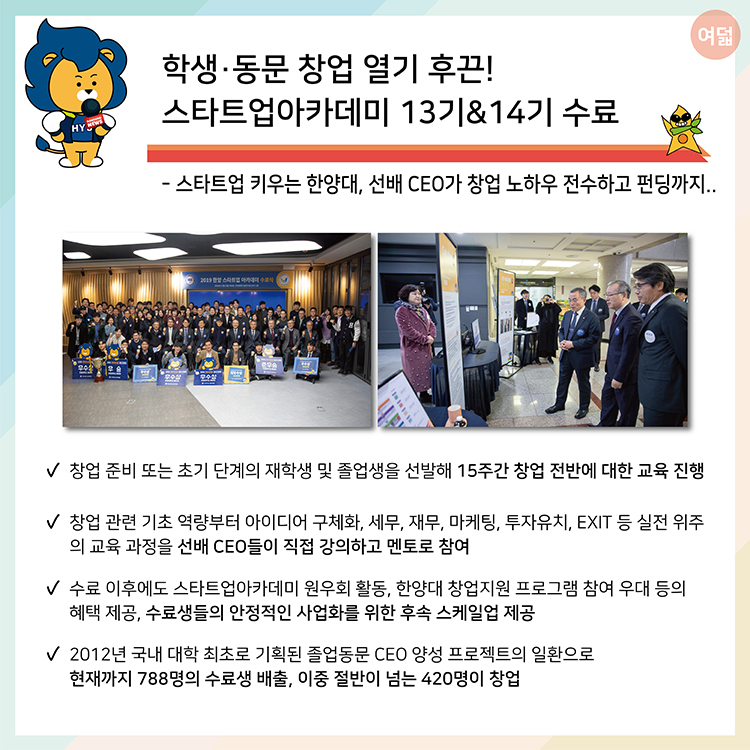 여덟
학생·동문 창업 열기 후끈!
스타트업아카데미 13기&14기 수료
HY
NEWS
- 스타트업 키우는 한양대, 선배 CEO가 창업 노하우 전수하고 펀딩까지..
2019 한양 스타트업 아카데미 수료식
우수상
우수상
우수상
✓ 창업 준비 또는 초기 단계의 재학생 및 졸업생을 선발해 15주간 창업 전반에 대한 교육 진행
✓ 창업 관련 기초 역량부터 아이디어 구체화, 세무, 재무, 마케팅, 투자유치, EXIT 등 실전 위주
의 교육 과정을 선배 CEO들이 직접 강의하고 멘토로 참여
✓ 수료 이후에도 스타트업아카데미 원우회 활동, 한양대 창업지원 프로그램 참여 우대 등의
혜택 제공, 수료생들의 안정적인 사업화를 위한 후속 스케일업 제공
✓ 2012년 국내 대학 최초로 기획된 졸업동문 CEO 양성 프로젝트의 일환으로
현재까지 788명의 수료생 배출, 이중 절반이 넘는 420명이 창업